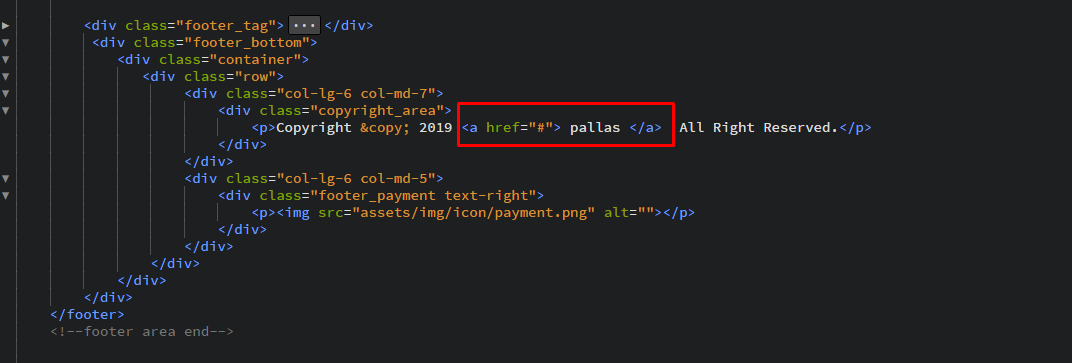 <div class="footer_tag"> ... </div>
<div class="footer_bottom">
<div class="container">
<div class="row">
<div class="col-lg-6 col-md-7">
<div class="copyright_area">
<p>Copyright &copy; 2019 <a href="#"> pallas </a> All Right Reserved.</p>
</div>
</div>
<div class="col-lg-6 col-md-5">
<div class="footer_payment text-right">
<p><img src="assets/img/icon/payment.png" alt=""></p>
</div>
</div>
</div>
</div>
</div>
</footer>
<!--footer area end-->